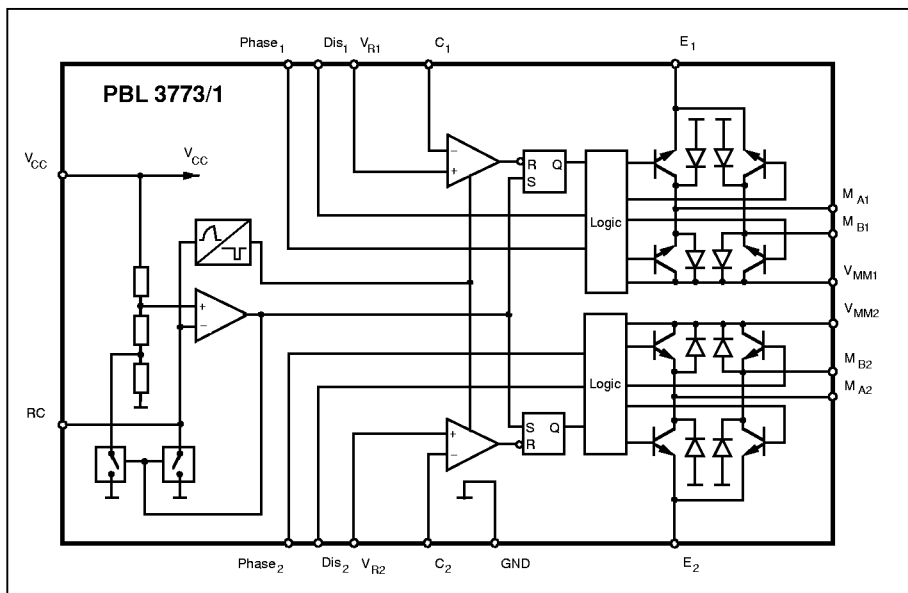 Phase1 Dis1 VR1 C1 E1
PBL 3773/1
VCC VCC
– +
R Q
S
Logic
MA1
MB1
VMM1
+ –
VMM2
Logic
MB2
MA2
RC
+ –
S Q
R
Phase2 Dis2 VR2 C2 GND E2